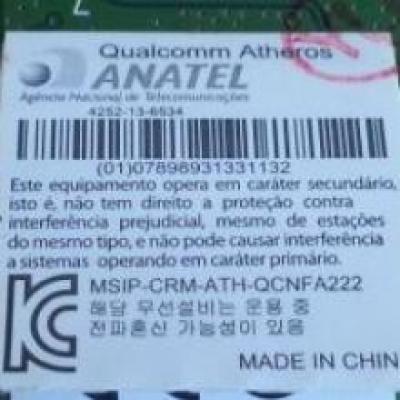 Qualcomm Atheros
ANATEL
Agência Nacional de Telecomunicações
4252-13-6534
(01)07898931331132
Este equipamento opera em caráter secundário,
isto é, não tem direito a proteção contra
interferência prejudicial, mesmo de estações
do mesmo tipo, e não pode causar interferência
a sistemas operando em caráter primário.
MSIP-CRM-ATH-QCNFA222
해당 무선설비는 운용 중
전파혼신 가능성이 있음
MADE IN CHIN